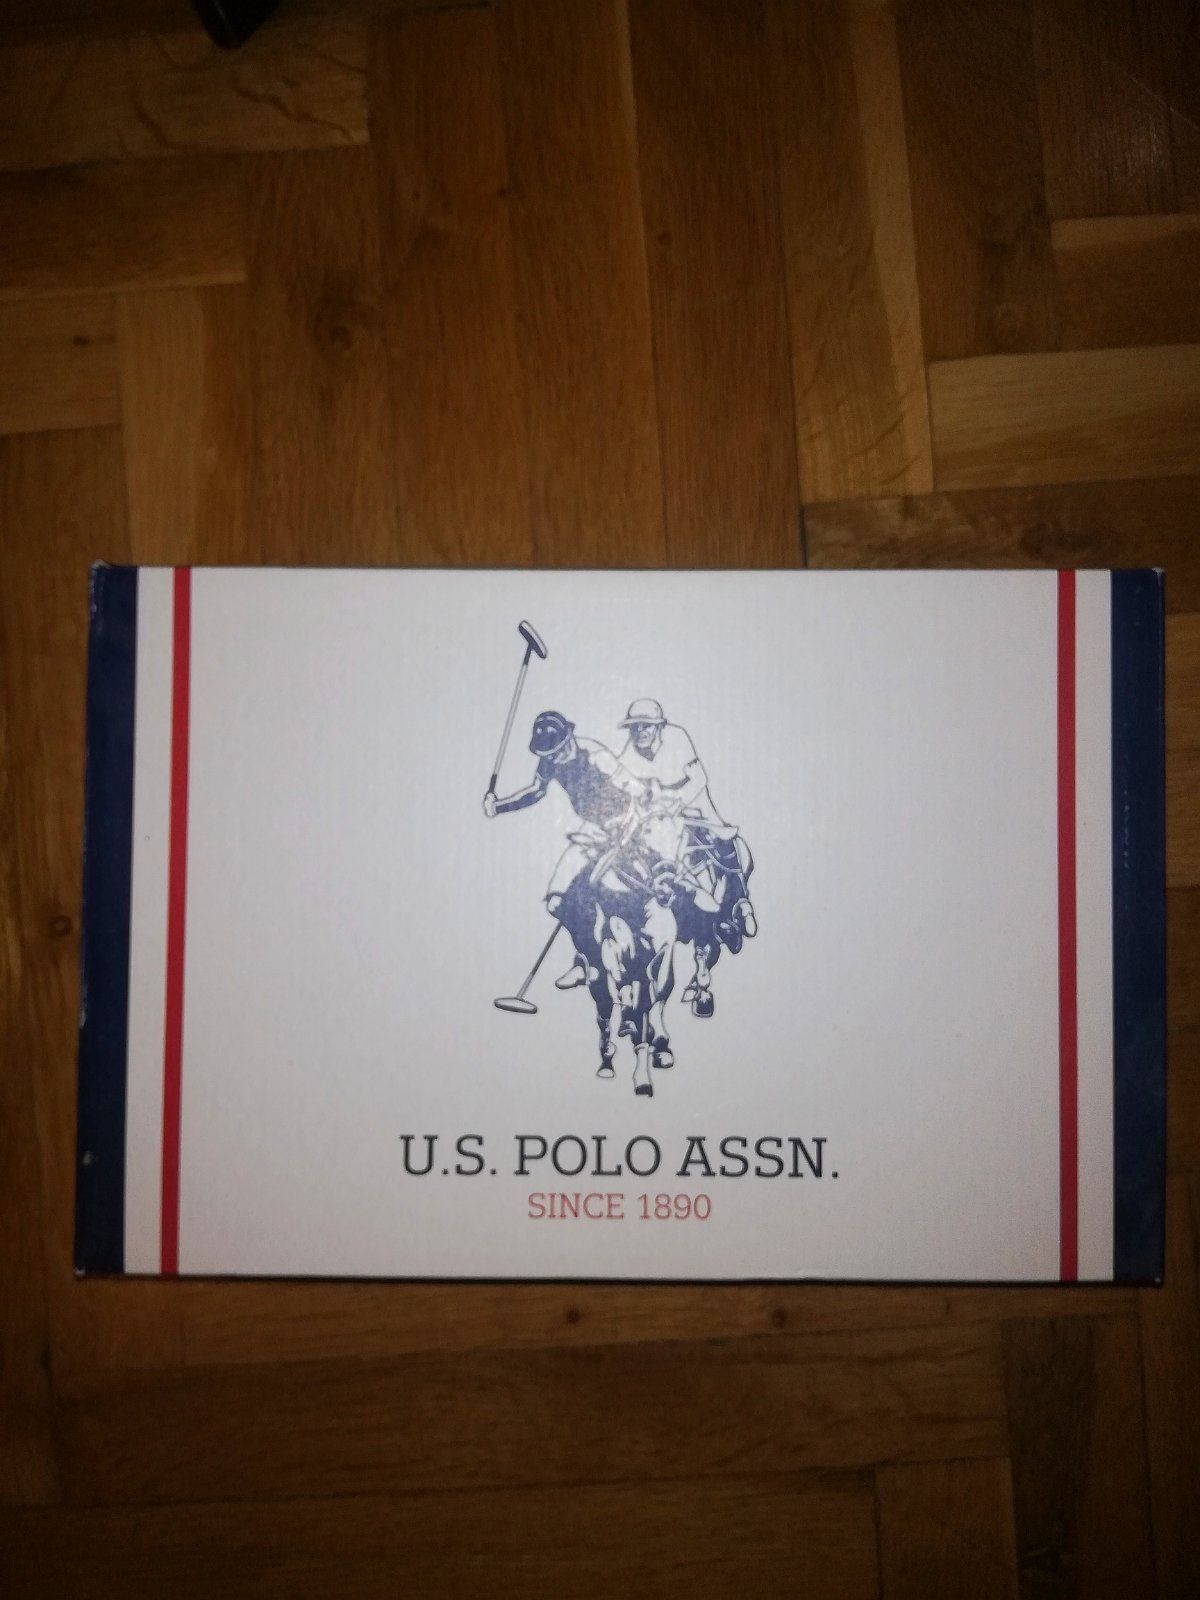 U.S. POLO ASSN.
SINCE 1890